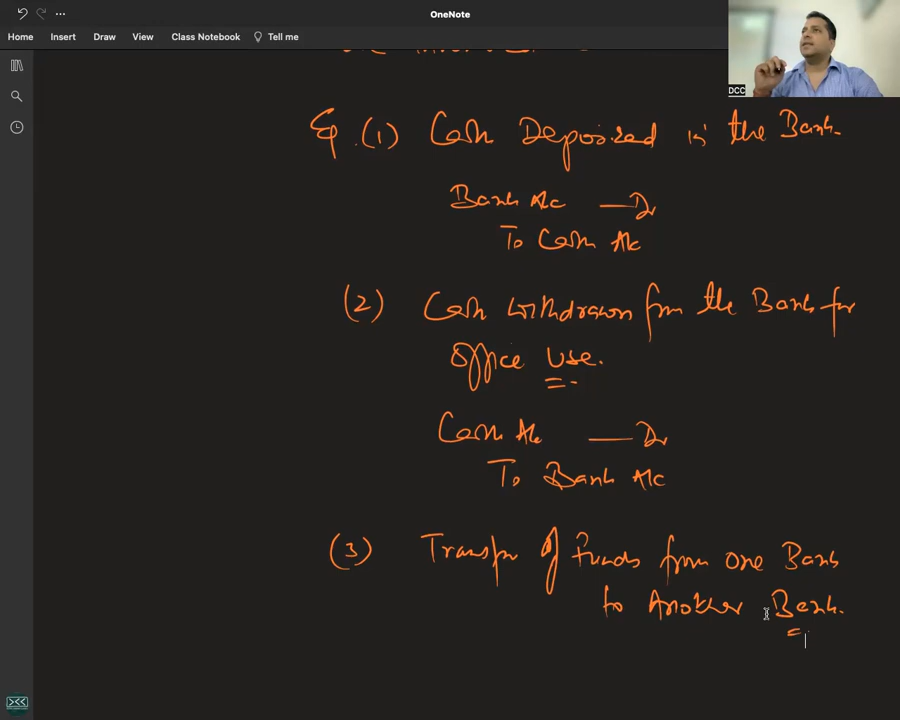 OneNote
Home Insert Draw View Class Notebook Tell me
DCC
Eg. (1) Cash Deposited in the Bank.
Bank A/c — Dr
To Cash A/c
(2) Cash withdrawn from the Bank for
Office Use.
Cash A/c — Dr
To Bank A/c
(3) Transfer of Funds from one Bank
to Another Bank.